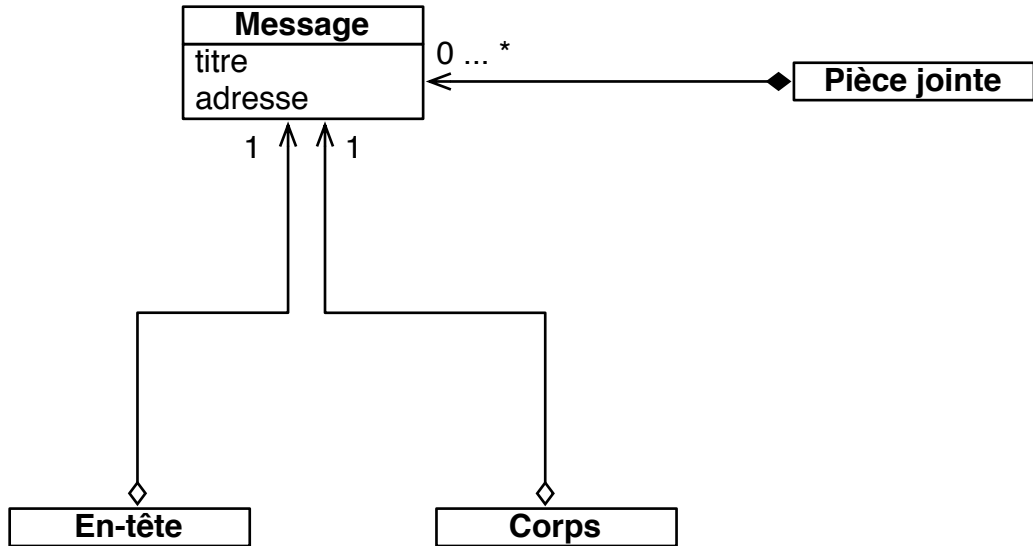 Message
titre
adresse
0 ... *
Pièce jointe
1
1
En-tête
Corps